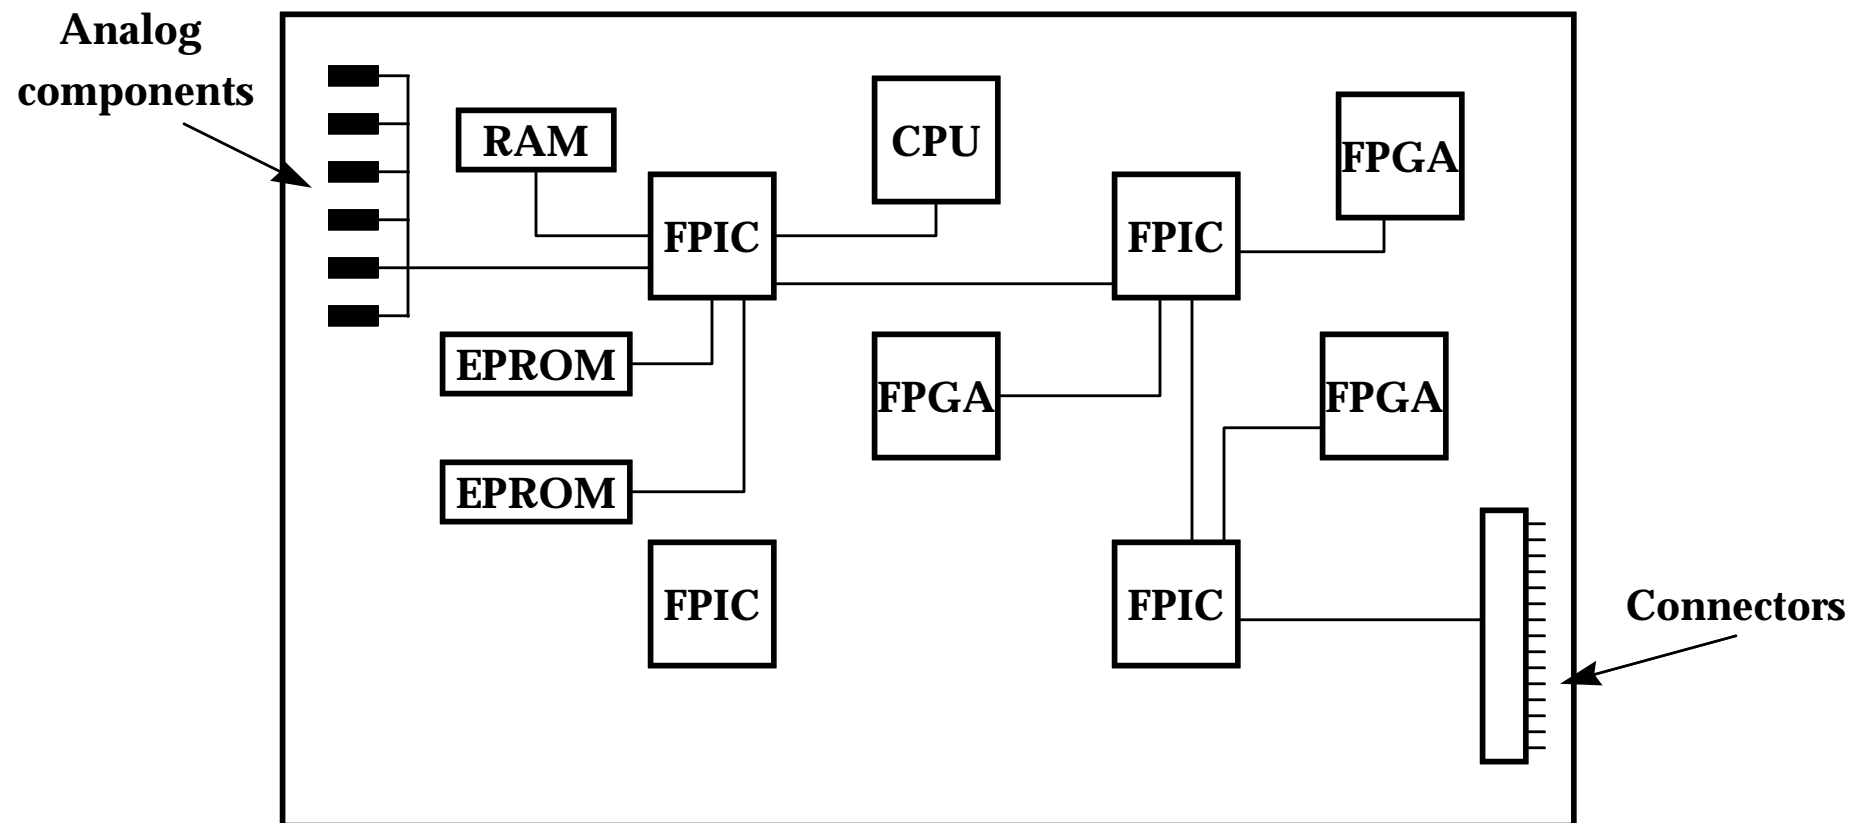 Analog
components
RAM
CPU
FPGA
FPIC
FPIC
EPROM
FPGA
FPGA
EPROM
FPIC
FPIC
Connectors